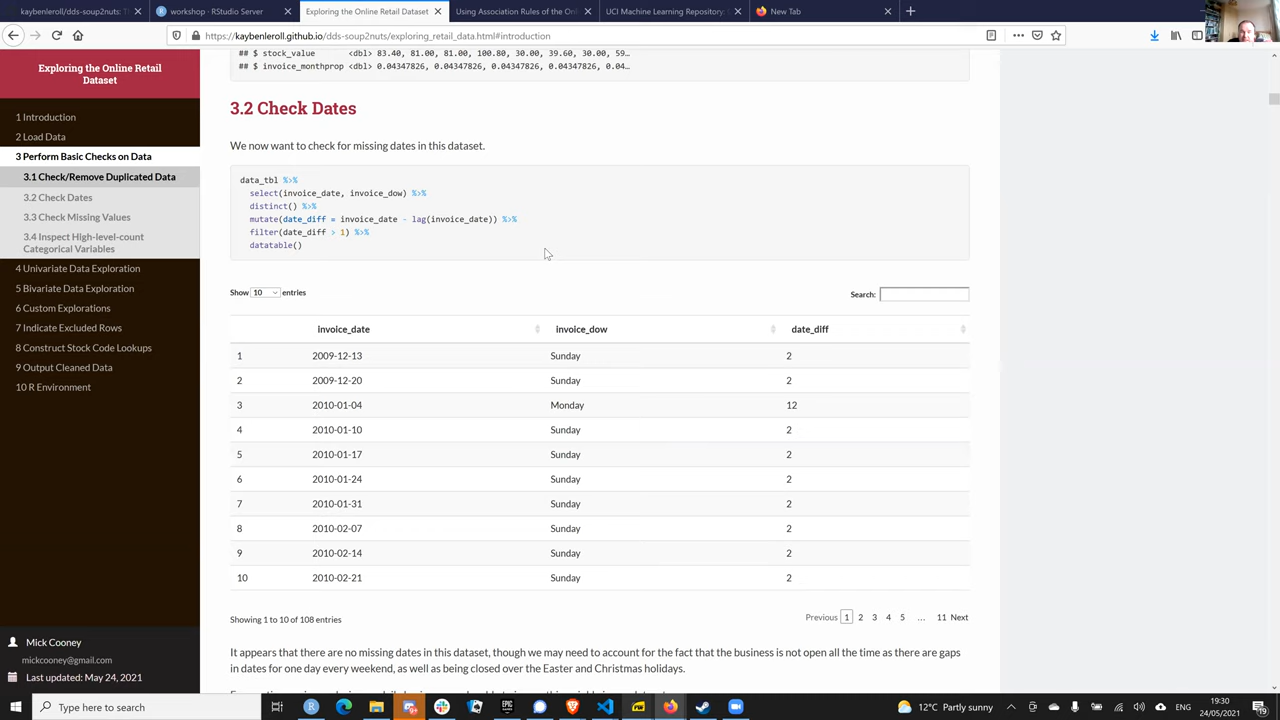 kaybenleroll/dds-soup2nuts: Th
workshop - RStudio Server
Exploring the Online Retail Dataset
Using Association Rules of the Onl
UCI Machine Learning Repository:
New Tab
https://kaybenleroll.github.io/dds-soup2nuts/exploring_retail_data.html#introduction
Exploring the Online Retail
Dataset
1 Introduction
2 Load Data
3 Perform Basic Checks on Data
3.1 Check/Remove Duplicated Data
3.2 Check Dates
3.3 Check Missing Values
3.4 Inspect High-level-count
Categorical Variables
4 Univariate Data Exploration
5 Bivariate Data Exploration
6 Custom Explorations
7 Indicate Excluded Rows
8 Construct Stock Code Lookups
9 Output Cleaned Data
10 R Environment
Mick Cooney
mickcooney@gmail.com
Last updated: May 24, 2021
## $ stock_value <dbl> 83.40, 81.00, 81.00, 100.80, 30.00, 39.60, 30.00, 59…
## $ invoice_monthprop <dbl> 0.04347826, 0.04347826, 0.04347826, 0.04347826, 0.04…
3.2 Check Dates
We now want to check for missing dates in this dataset.
data_tbl %>%
select(invoice_date, invoice_dow) %>%
distinct() %>%
mutate(date_diff = invoice_date - lag(invoice_date)) %>%
filter(date_diff > 1) %>%
datatable()
Show 10 entries
Search:
invoice_date invoice_dow date_diff
1 2009-12-13 Sunday 2
2 2009-12-20 Sunday 2
3 2010-01-04 Monday 12
4 2010-01-10 Sunday 2
5 2010-01-17 Sunday 2
6 2010-01-24 Sunday 2
7 2010-01-31 Sunday 2
8 2010-02-07 Sunday 2
9 2010-02-14 Sunday 2
10 2010-02-21 Sunday 2
Showing 1 to 10 of 108 entries
Previous 1 2 3 4 5 … 11 Next
It appears that there are no missing dates in this dataset, though we may need to account for the fact that the business is not open all the time as there are gaps
in dates for one day every weekend, as well as being closed over the Easter and Christmas holidays.
Type here to search
12°C Partly sunny
ENG
19:30
24/05/2021